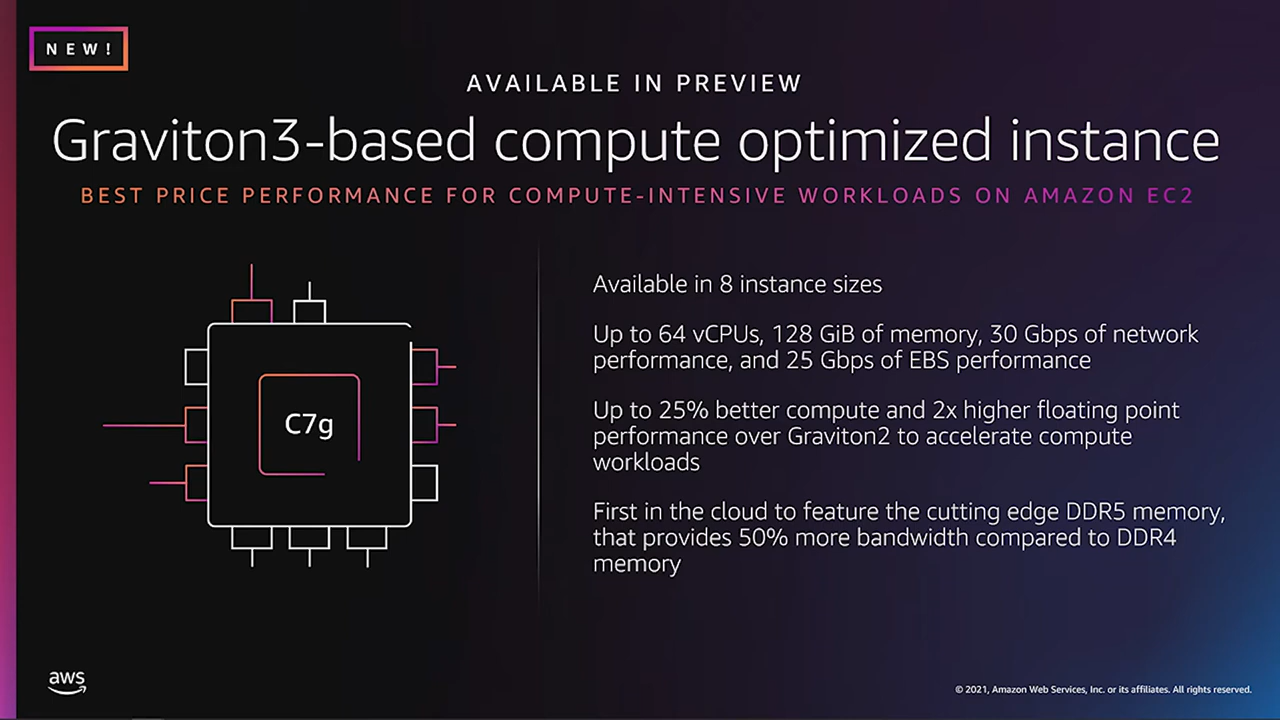 NEW!
AVAILABLE IN PREVIEW
Graviton3-based compute optimized instance
BEST PRICE PERFORMANCE FOR COMPUTE-INTENSIVE WORKLOADS ON AMAZON EC2
C7g
Available in 8 instance sizes
Up to 64 vCPUs, 128 GiB of memory, 30 Gbps of network
performance, and 25 Gbps of EBS performance
Up to 25% better compute and 2x higher floating point
performance over Graviton2 to accelerate compute
workloads
First in the cloud to feature the cutting edge DDR5 memory,
that provides 50% more bandwidth compared to DDR4
memory
aws
© 2021, Amazon Web Services, Inc. or its affiliates. All rights reserved.